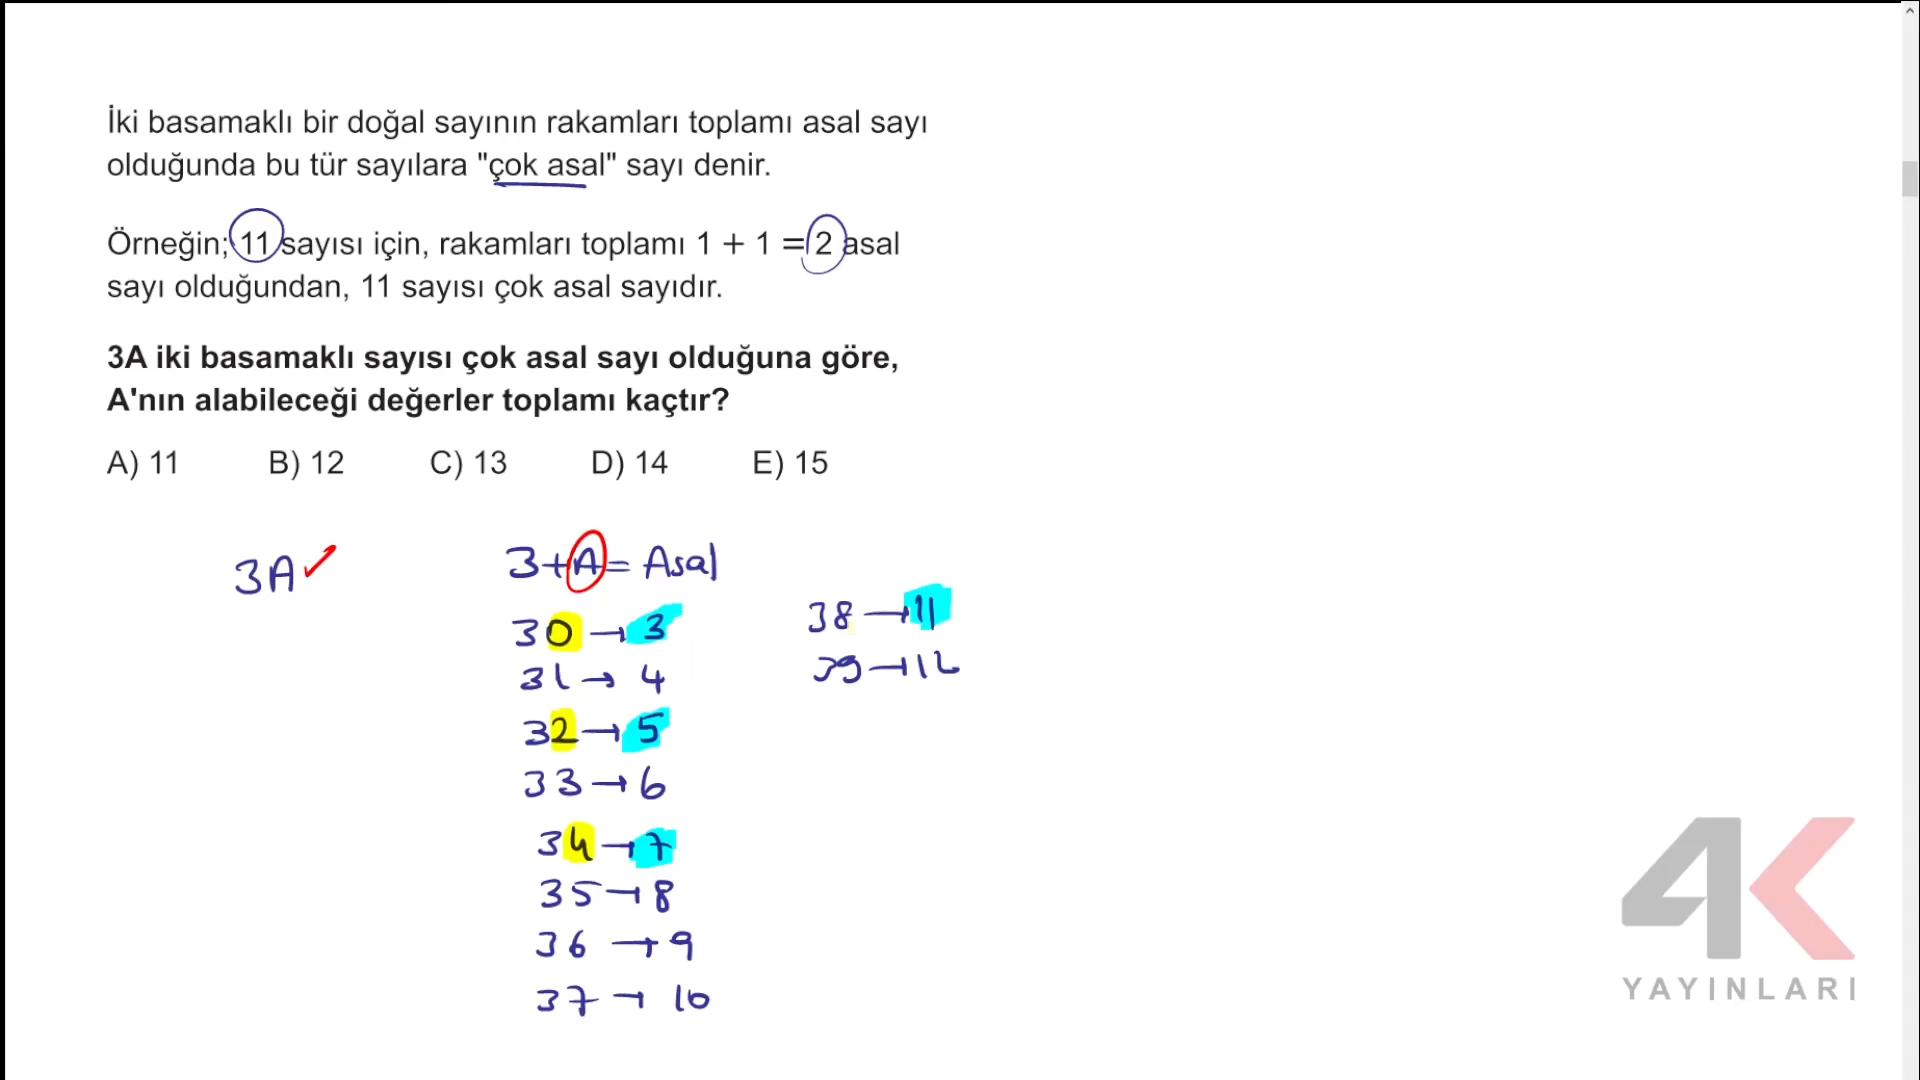 İki basamaklı bir doğal sayının rakamları toplamı asal sayı
olduğunda bu tür sayılara "çok asal" sayı denir.
Örneğin; 11 sayısı için, rakamları toplamı 1 + 1 = 2 asal
sayı olduğundan, 11 sayısı çok asal sayıdır.
3A iki basamaklı sayısı çok asal sayı olduğuna göre,
A'nın alabileceği değerler toplamı kaçtır?
A) 11 B) 12 C) 13 D) 14 E) 15
3A✓
3+A= Asal
30 → 3
31 → 4
32 → 5
33 → 6
34 → 7
35 → 8
36 → 9
37 → 10
38 → 11
39 → 12
4K
YAYINLARI